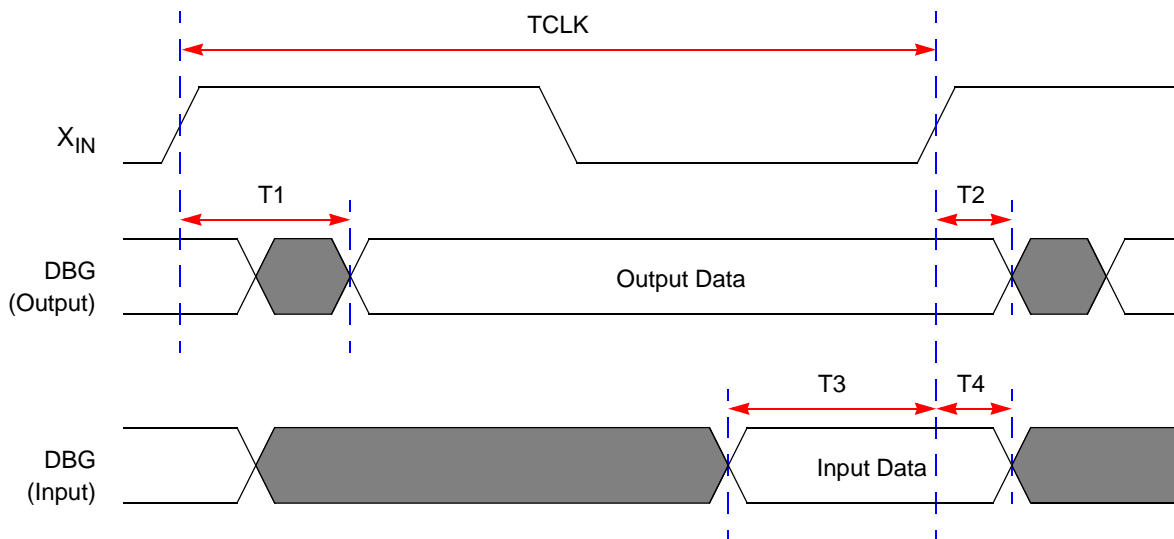 TCLK
XIN
T1
T2
DBG
(Output)
Output Data
T3
T4
DBG
(Input)
Input Data